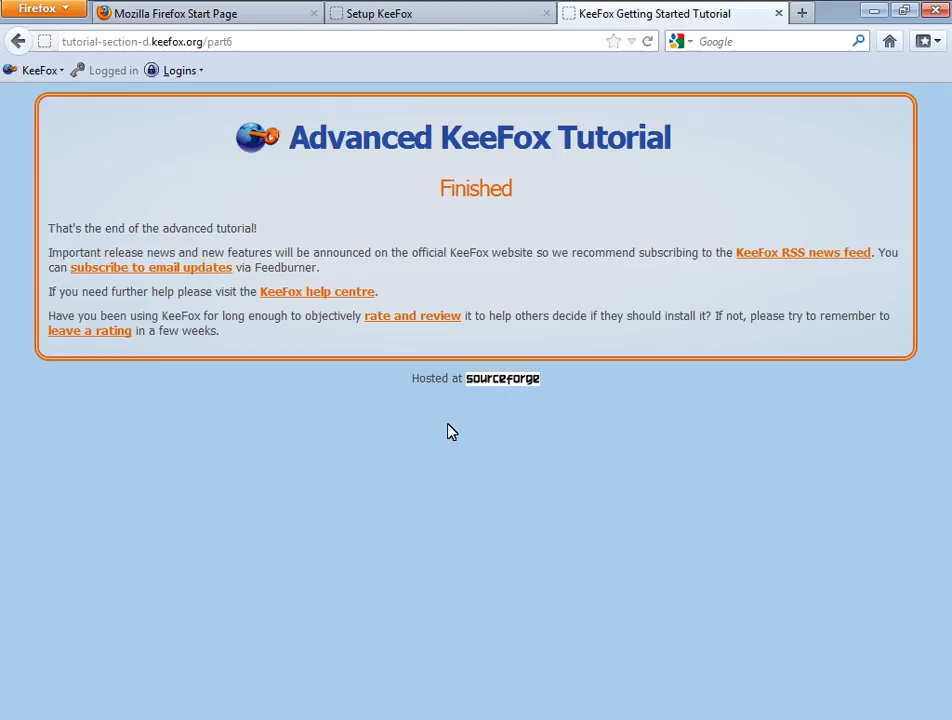 Firefox
Mozilla Firefox Start Page
Setup KeeFox
KeeFox Getting Started Tutorial
tutorial-section-d.keefox.org/part6
Google
KeeFox
Logged in
Logins
Advanced KeeFox Tutorial
Finished
That's the end of the advanced tutorial!
Important release news and new features will be announced on the official KeeFox website so we recommend subscribing to the KeeFox RSS news feed. You
can subscribe to email updates via Feedburner.
If you need further help please visit the KeeFox help centre.
Have you been using KeeFox for long enough to objectively rate and review it to help others decide if they should install it? If not, please try to remember to
leave a rating in a few weeks.
Hosted at sourceforge